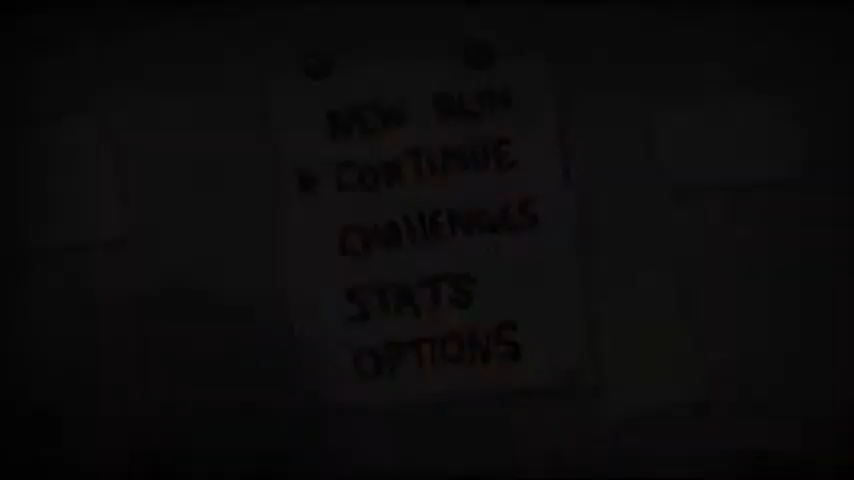 NEW RUN
CONTINUE
CHALLENGES
STATS
OPTIONS